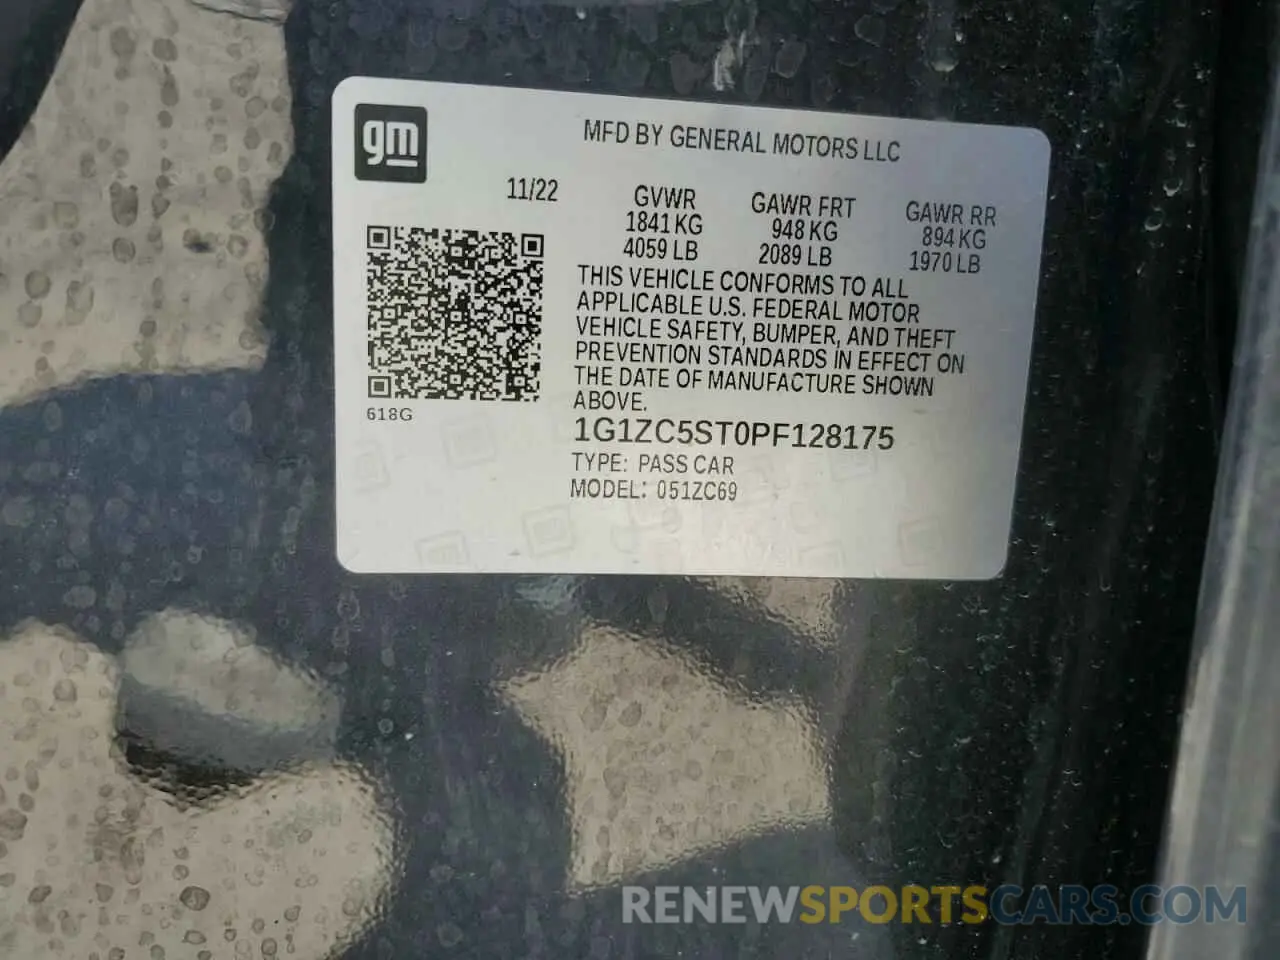 gm
MFD BY GENERAL MOTORS LLC
11/22
GVWR
1841 KG
4059 LB
GAWR FRT
948 KG
2089 LB
GAWR RR
894 KG
1970 LB
THIS VEHICLE CONFORMS TO ALL
APPLICABLE U.S. FEDERAL MOTOR
VEHICLE SAFETY, BUMPER, AND THEFT
PREVENTION STANDARDS IN EFFECT ON
THE DATE OF MANUFACTURE SHOWN
ABOVE.
618G
1G1ZC5ST0PF128175
TYPE: PASS CAR
MODEL: 051ZC69
RENEWSPORTSCARS.COM